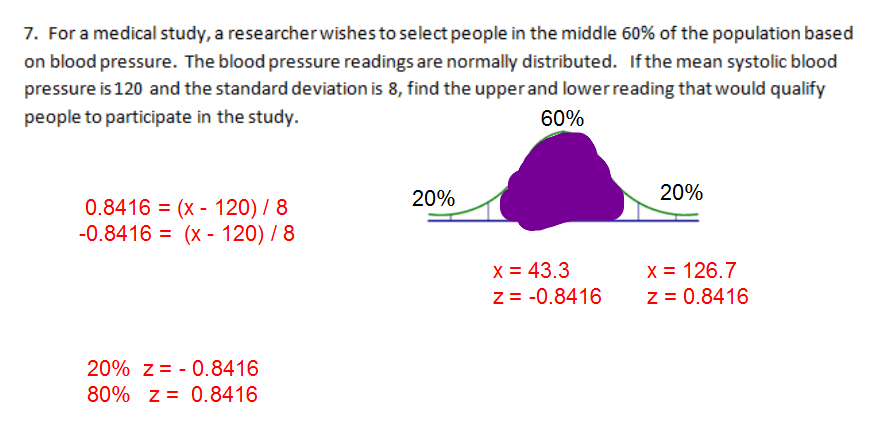 7. For a medical study, a researcher wishes to select people in the middle 60% of the population based
on blood pressure. The blood pressure readings are normally distributed. If the mean systolic blood
pressure is 120 and the standard deviation is 8, find the upper and lower reading that would qualify
people to participate in the study.
60%
20%
20%
0.8416 = (x - 120) / 8
-0.8416 = (x - 120) / 8
x = 43.3
z = -0.8416
x = 126.7
z = 0.8416
20% z = - 0.8416
80% z = 0.8416